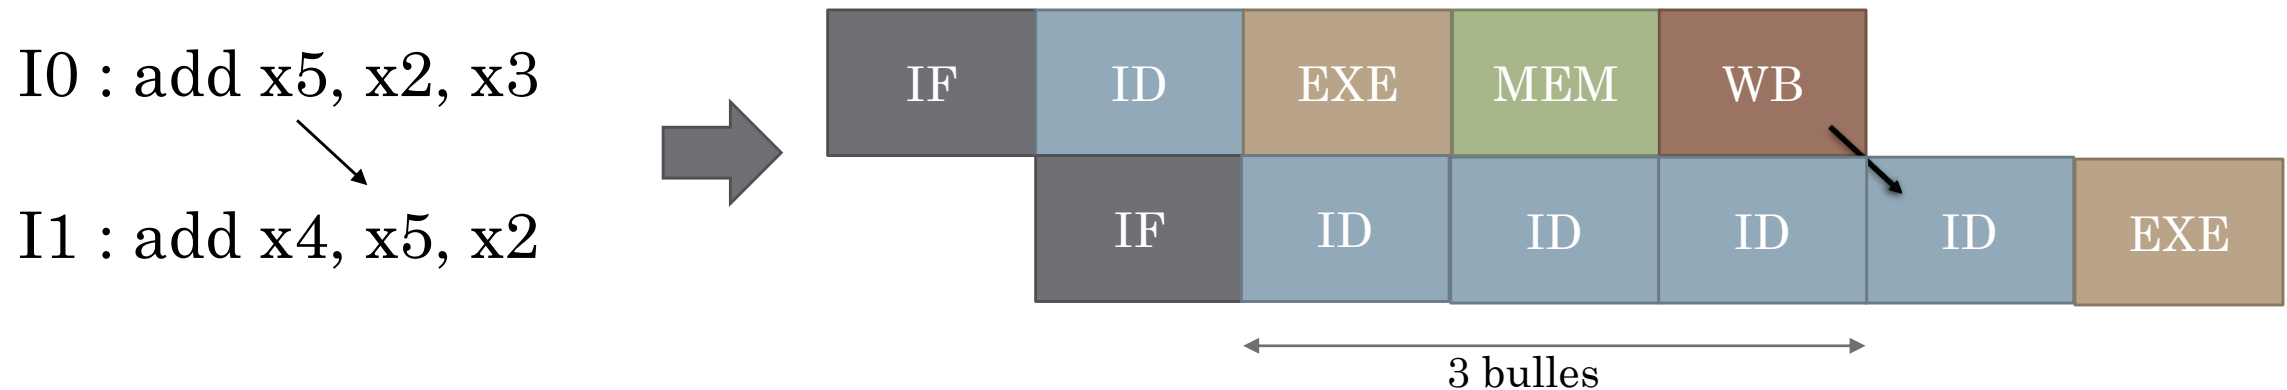 I0 : add x5, x2, x3
IF ID EXE MEM WB
I1 : add x4, x5, x2
IF ID ID ID ID EXE
3 bulles